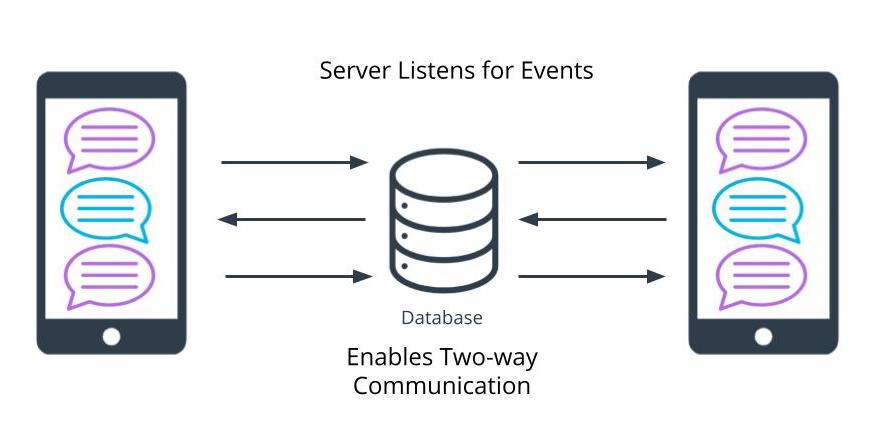 Server Listens for Events
Database
Enables Two-way
Communication